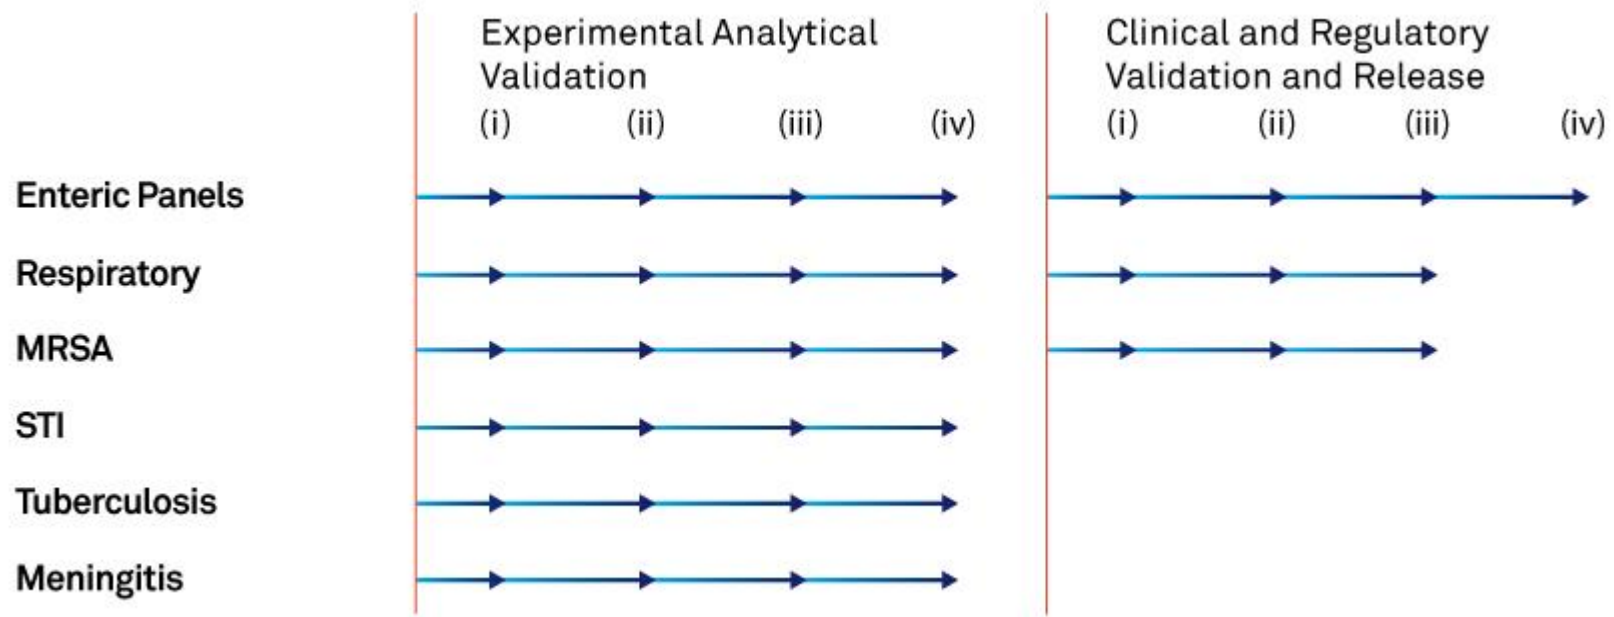 Experimental Analytical
Validation
Clinical and Regulatory
Validation and Release
(i) (ii) (iii) (iv) (i) (ii) (iii) (iv)
Enteric Panels
Respiratory
MRSA
STI
Tuberculosis
Meningitis